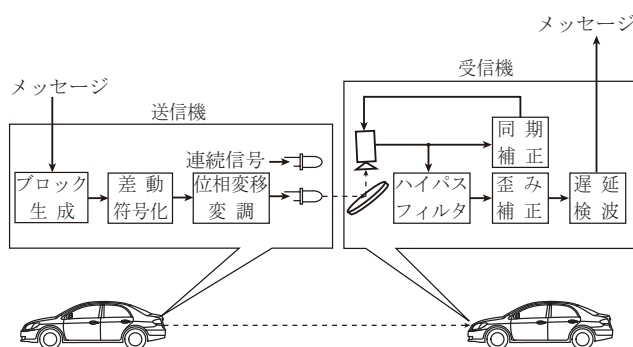 メッセージ
受信機
メッセージ
送信機
同期
補正
連続信号
ブロック
生成
差動
符号化
位相変移
変調
ハイパス
フィルタ
歪み
補正
遅延
検波